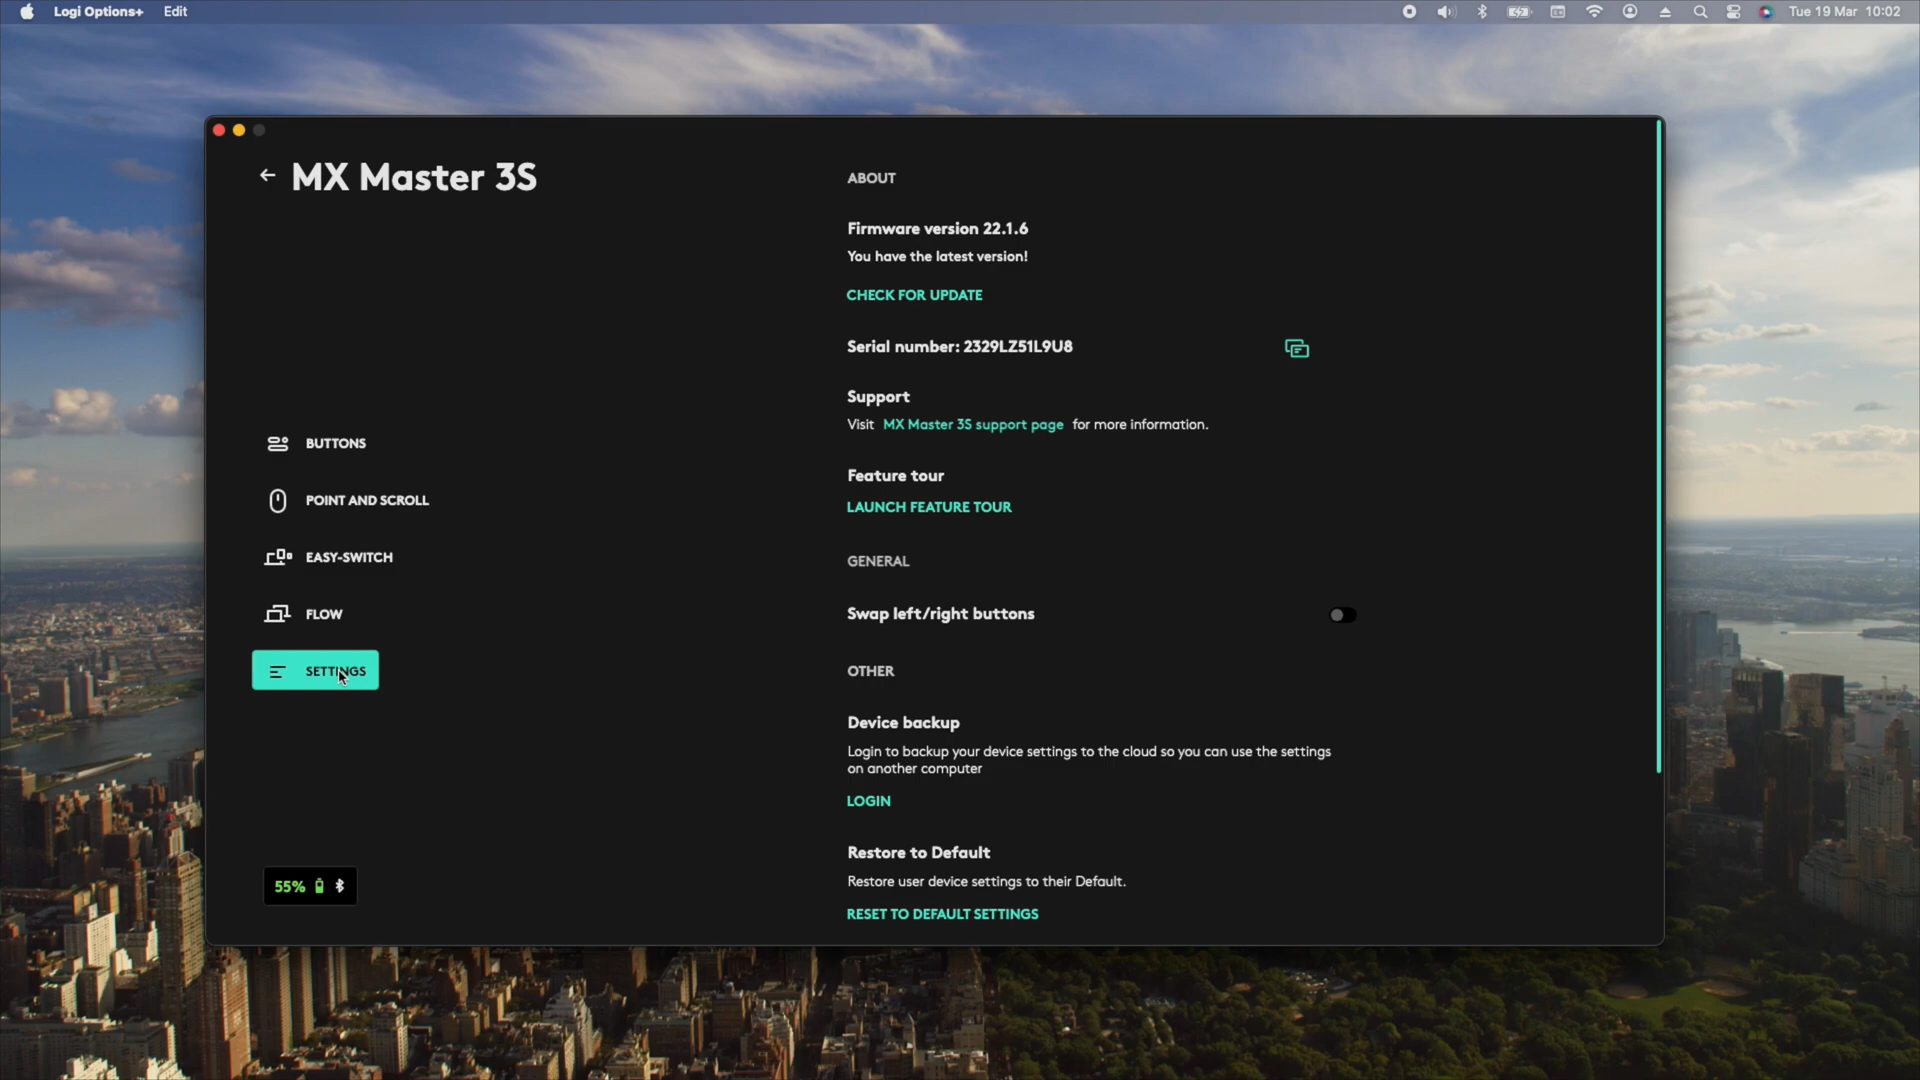 Logi Options+ Edit Tue 19 Mar 10:02
MX Master 3S
BUTTONS
POINT AND SCROLL
EASY-SWITCH
FLOW
SETTINGS
55%
ABOUT
Firmware version 22.1.6
You have the latest version!
CHECK FOR UPDATE
Serial number: 2329LZ51L9U8
Support
Visit MX Master 3S support page for more information.
Feature tour
LAUNCH FEATURE TOUR
GENERAL
Swap left/right buttons
OTHER
Device backup
Login to backup your device settings to the cloud so you can use the settings
on another computer
LOGIN
Restore to Default
Restore user device settings to their Default.
RESET TO DEFAULT SETTINGS